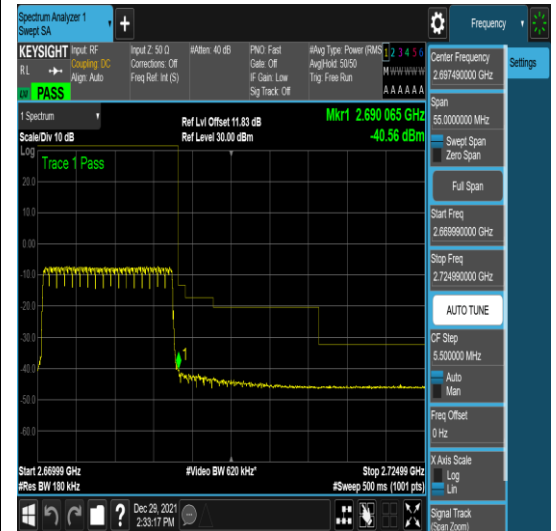 Spectrum Analyzer 1
Swept SA
+
Frequency
KEYSIGHT
RL
Input: RF
Coupling: DC
Align: Auto
Input Z: 50 Ω
Corrections: Off
Freq Ref: Int (S)
#Atten: 40 dB
PNO: Fast
Gate: Off
IF Gain: Low
Sig Track: Off
#Avg Type: Power (RMS
Avg|Hold: 50/50
Trig: Free Run
1 2 3 4 5 6
M W W W W W
A A A A A A
PASS
1 Spectrum
Scale/Div 10 dB
Log
Ref Lvl Offset 11.83 dB
Ref Level 30.00 dBm
Mkr1 2.690 065 GHz
-40.56 dBm
Trace 1 Pass
20.0
10.0
0.00
-10.0
-20.0
-30.0
-40.0
-50.0
-60.0
1
Start 2.66999 GHz
#Res BW 180 kHz
#Video BW 620 kHz*
Stop 2.72499 GHz
#Sweep 500 ms (1001 pts)
?
Dec 29, 2021
2:33:17 PM
Center Frequency
2.697490000 GHz
Settings
Span
55.0000000 MHz
Swept Span
Zero Span
Full Span
Start Freq
2.669990000 GHz
Stop Freq
2.724990000 GHz
AUTO TUNE
CF Step
5.500000 MHz
Auto
Man
Freq Offset
0 Hz
X Axis Scale
Log
Lin
Signal Track
(Span Zoom)